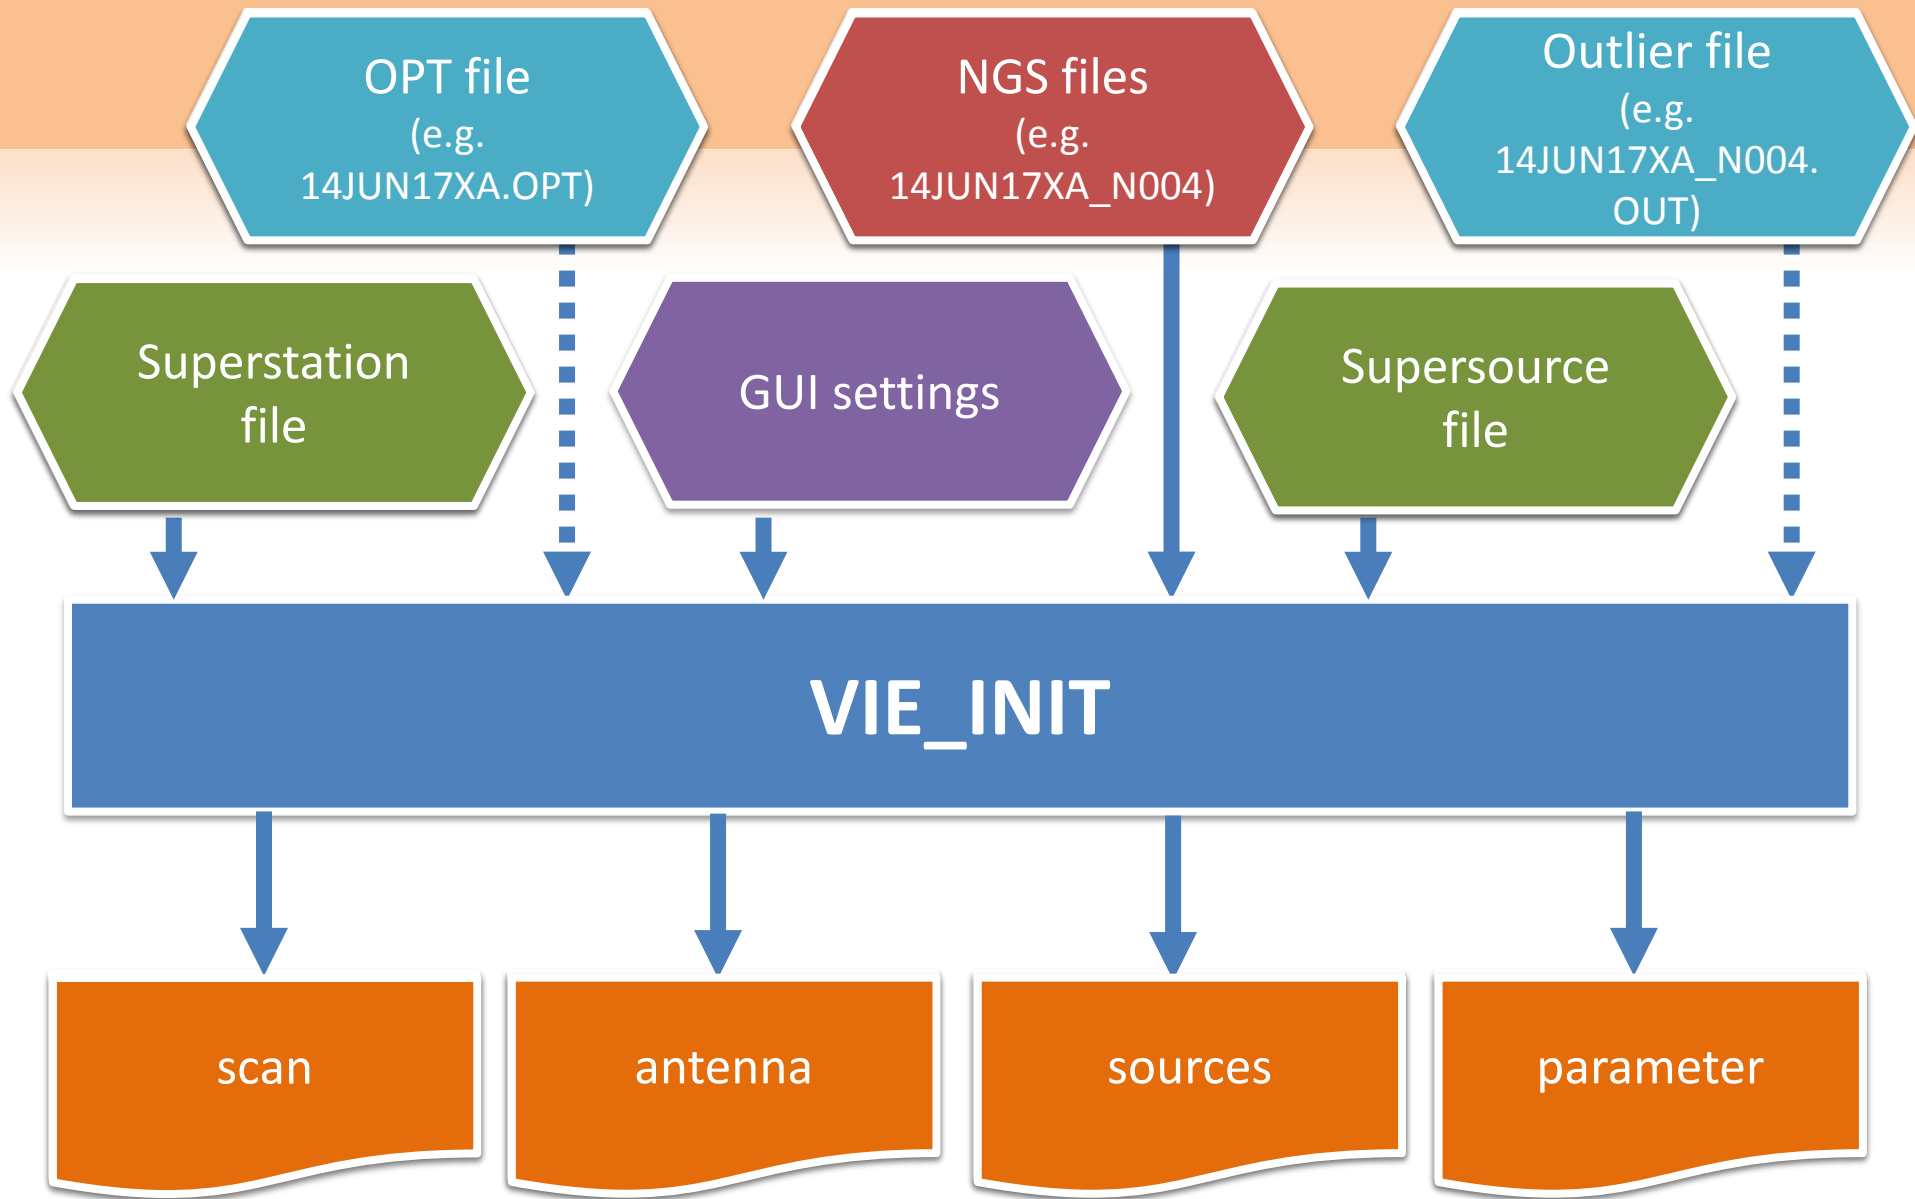 OPT file
(e.g.
14JUN17XA.OPT)
NGS files
(e.g.
14JUN17XA_N004)
Outlier file
(e.g.
14JUN17XA_N004.
OUT)
Superstation
file
GUI settings
Supersource
file
VIE_INIT
scan
antenna
sources
parameter